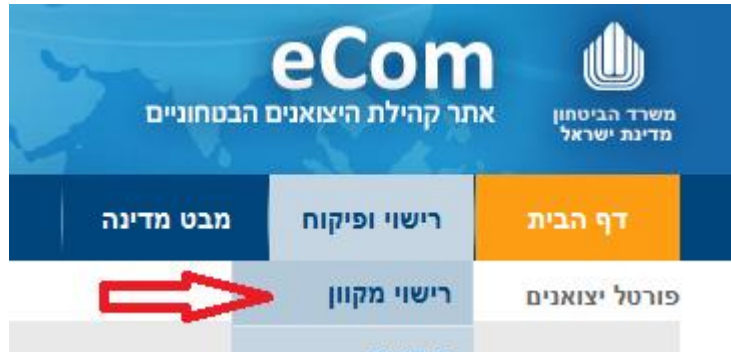 eCom
אתר קהילת היצואנים הבטחוניים
משרד הביטחון
מדינת ישראל
דף הבית
רישוי ופיקוח
מבט מדינה
רישוי מקוון
פורטל יצואנים